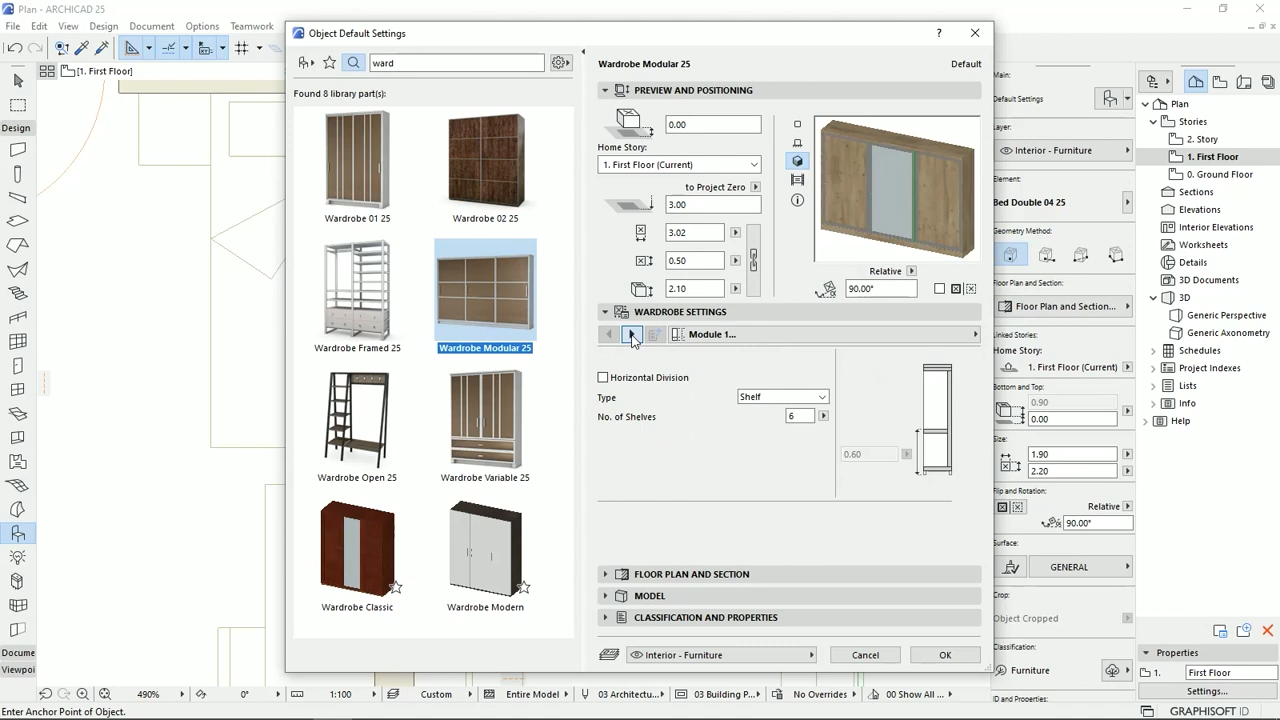 Plan - ARCHICAD 25
File Edit View Design Document Options Teamwork
[1. First Floor]
Object Default Settings
?
ward
Found 8 library part(s):
Wardrobe 01 25
Wardrobe 02 25
Wardrobe Framed 25
Wardrobe Modular 25
Wardrobe Open 25
Wardrobe Variable 25
Wardrobe Classic
Wardrobe Modern
Wardrobe Modular 25 Default
PREVIEW AND POSITIONING
0.00
Home Story:
1. First Floor (Current)
to Project Zero
3.00
3.02
0.50
2.10
Relative
90.00°
WARDROBE SETTINGS
Module 1...
Horizontal Division
Type Shelf
No. of Shelves 6
0.60
FLOOR PLAN AND SECTION
MODEL
CLASSIFICATION AND PROPERTIES
Interior - Furniture Cancel OK
Design
Docume
Viewpoi
Main:
Default Settings
Layer:
Interior - Furniture
Element:
Bed Double 04 25
Geometry Method:
Floor Plan and Section:
Floor Plan and Section...
Linked Stories:
Home Story:
1. First Floor (Current)
Bottom and Top:
0.90
0.00
Size:
1.90
2.20
Flip and Rotation:
Relative
90.00°
Surface:
GENERAL
Crop:
Object Cropped
Classification:
Furniture
ID and Properties:
Plan
Stories
2. Story
1. First Floor
0. Ground Floor
Sections
Elevations
Interior Elevations
Worksheets
Details
3D Documents
3D
Generic Perspective
Generic Axonometry
Schedules
Project Indexes
Lists
Info
Help
Properties
1. First Floor
Settings...
490% 0° 1:100 Custom Entire Model 03 Architectu... 03 Building P... No Overrides 00 Show All ...
Enter Anchor Point of Object.
GRAPHISOFT ID